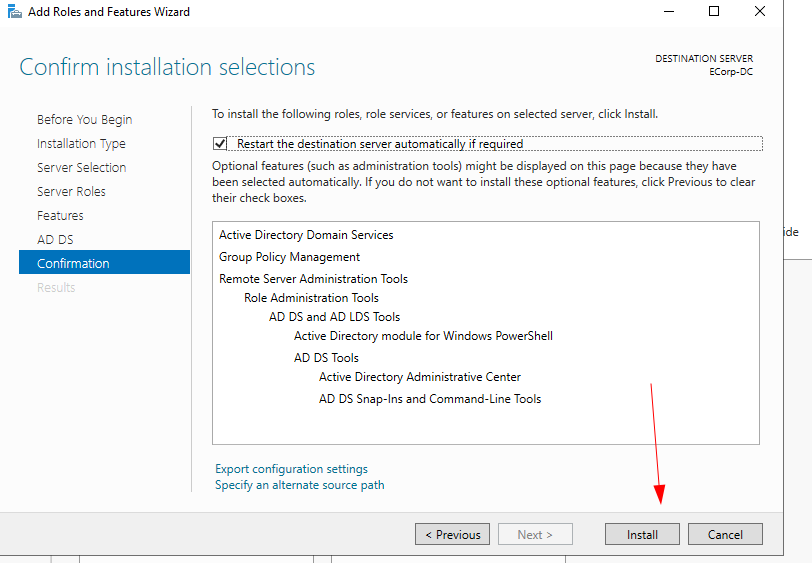 Add Roles and Features Wizard
Confirm installation selections
DESTINATION SERVER
ECorp-DC
Before You Begin
Installation Type
Server Selection
Server Roles
Features
AD DS
Confirmation
Results
To install the following roles, role services, or features on selected server, click Install.
Restart the destination server automatically if required
Optional features (such as administration tools) might be displayed on this page because they have
been selected automatically. If you do not want to install these optional features, click Previous to clear
their check boxes.
Active Directory Domain Services
Group Policy Management
Remote Server Administration Tools
Role Administration Tools
AD DS and AD LDS Tools
Active Directory module for Windows PowerShell
AD DS Tools
Active Directory Administrative Center
AD DS Snap-Ins and Command-Line Tools
Export configuration settings
Specify an alternate source path
< Previous
Next >
Install
Cancel
ide